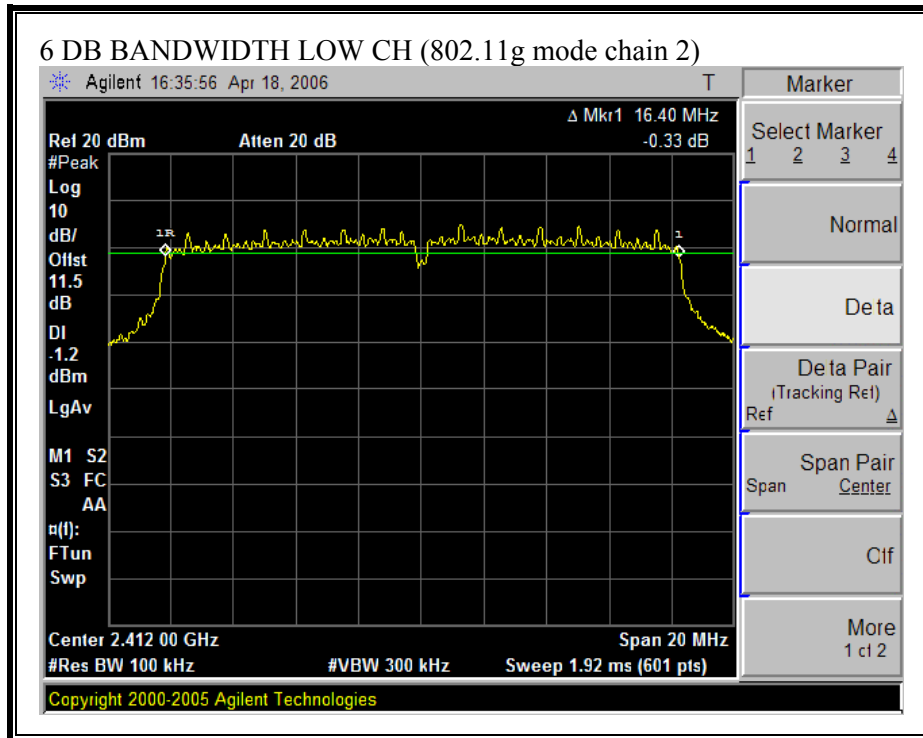 6 DB BANDWIDTH LOW CH (802.11g mode chain 2)
Agilent 16:35:56 Apr 18, 2006 T
Δ Mkr1 16.40 MHz
Ref 20 dBm Atten 20 dB -0.33 dB
#Peak
Log
10
dB/
Offst
11.5
dB
DI
-1.2
dBm
LgAv
M1 S2
S3 FC
AA
¤(f):
FTun
Swp
1R
1
Center 2.412 00 GHz Span 20 MHz
#Res BW 100 kHz #VBW 300 kHz Sweep 1.92 ms (601 pts)
Copyright 2000-2005 Agilent Technologies
Marker
Select Marker
1 2 3 4
Normal
Delta
Delta Pair
(Tracking Ref)
Ref Δ
Span Pair
Span Center
Off
More
1 of 2